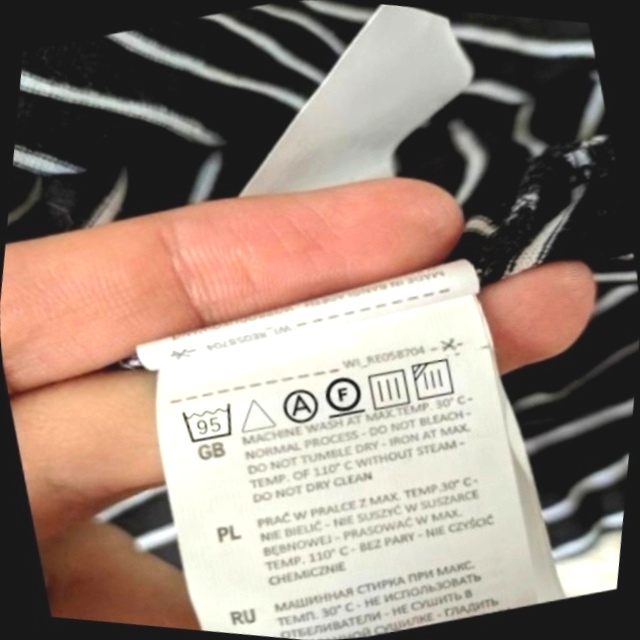 WI_RE058704
WI_RE058704
95 A F
GB
MACHINE WASH AT MAX.TEMP. 30° C -
NORMAL PROCESS - DO NOT BLEACH -
DO NOT TUMBLE DRY - IRON AT MAX.
TEMP. OF 110° C WITHOUT STEAM -
DO NOT DRY CLEAN
PL
PRAĆ W PRALCE Z MAX. TEMP.30° C -
NIE BIELIĆ - NIE SUSZYĆ W SUSZARCE
BĘBNOWEJ - PRASOWAĆ W MAX.
TEMP. 110° C - BEZ PARY - NIE CZYŚCIĆ
CHEMICZNIE
RU
МАШИННАЯ СТИРКА ПРИ МАКС.
ТЕМП. 30° С - НЕ ИСПОЛЬЗОВАТЬ
ОТБЕЛИВАТЕЛИ - НЕ СУШИТЬ В
СУШИЛКЕ - ГЛАДИТЬ